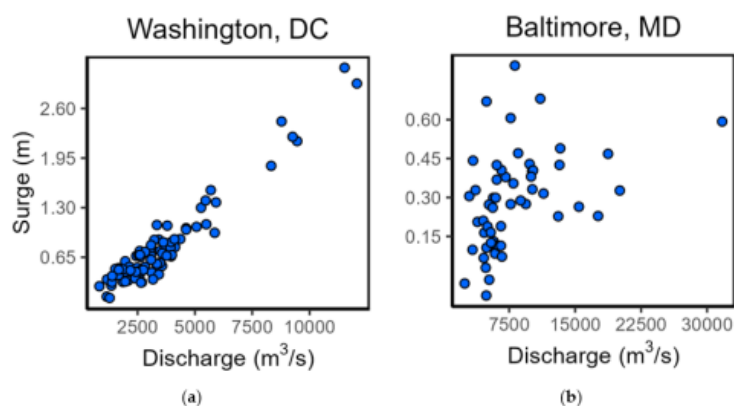 Washington, DC
Surge (m)
2.60
1.95
1.30
0.65
2500 5000 7500 10000
Discharge (m³/s)
(a)
Baltimore, MD
0.60
0.45
0.30
0.15
7500 15000 22500 30000
Discharge (m³/s)
(b)